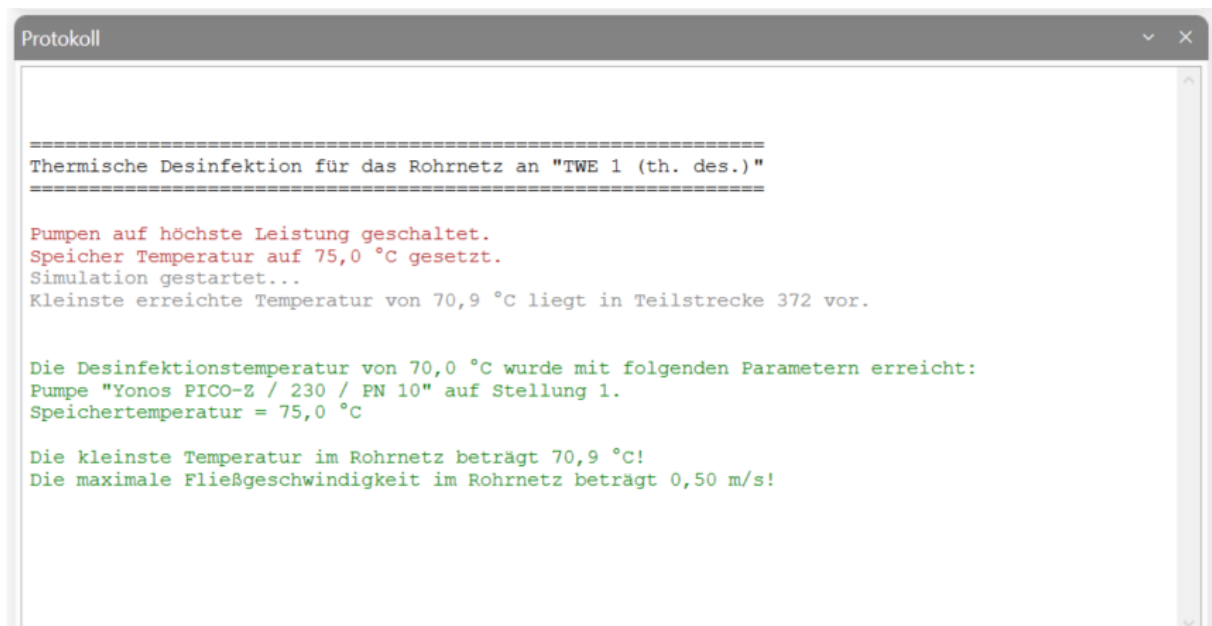 Protokoll
==============================================================
Thermische Desinfektion für das Rohrnetz an "TWE 1 (th. des.)"
==============================================================
Pumpen auf höchste Leistung geschaltet.
Speicher Temperatur auf 75,0 °C gesetzt.
Simulation gestartet...
Kleinste erreichte Temperatur von 70,9 °C liegt in Teilstrecke 372 vor.
Die Desinfektionstemperatur von 70,0 °C wurde mit folgenden Parametern erreicht:
Pumpe "Yonos PICO-Z / 230 / PN 10" auf Stellung 1.
Speichertemperatur = 75,0 °C
Die kleinste Temperatur im Rohrnetz beträgt 70,9 °C!
Die maximale Fließgeschwindigkeit im Rohrnetz beträgt 0,50 m/s!